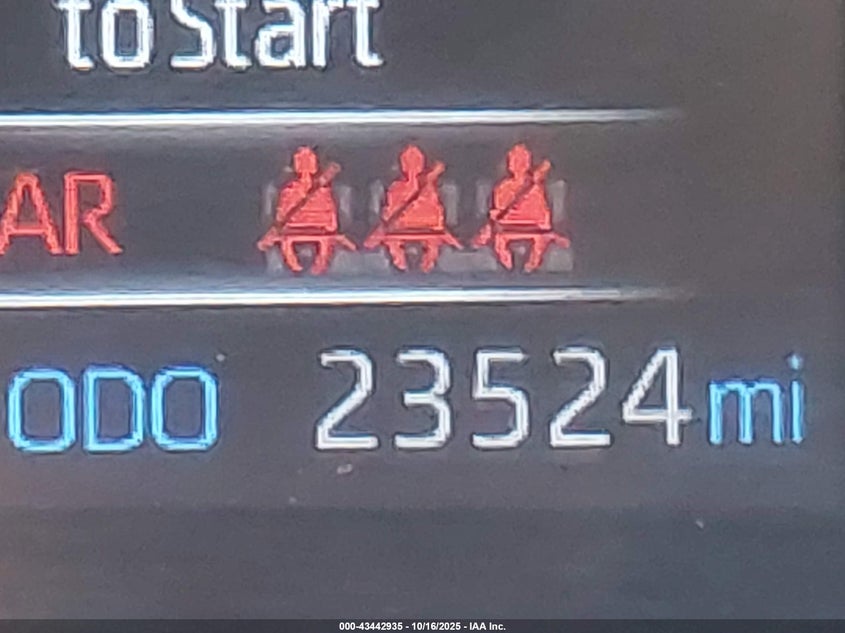 to Start
AR
ODO 23524 mi
000-43442935 - 10/16/2025 - IAA Inc.